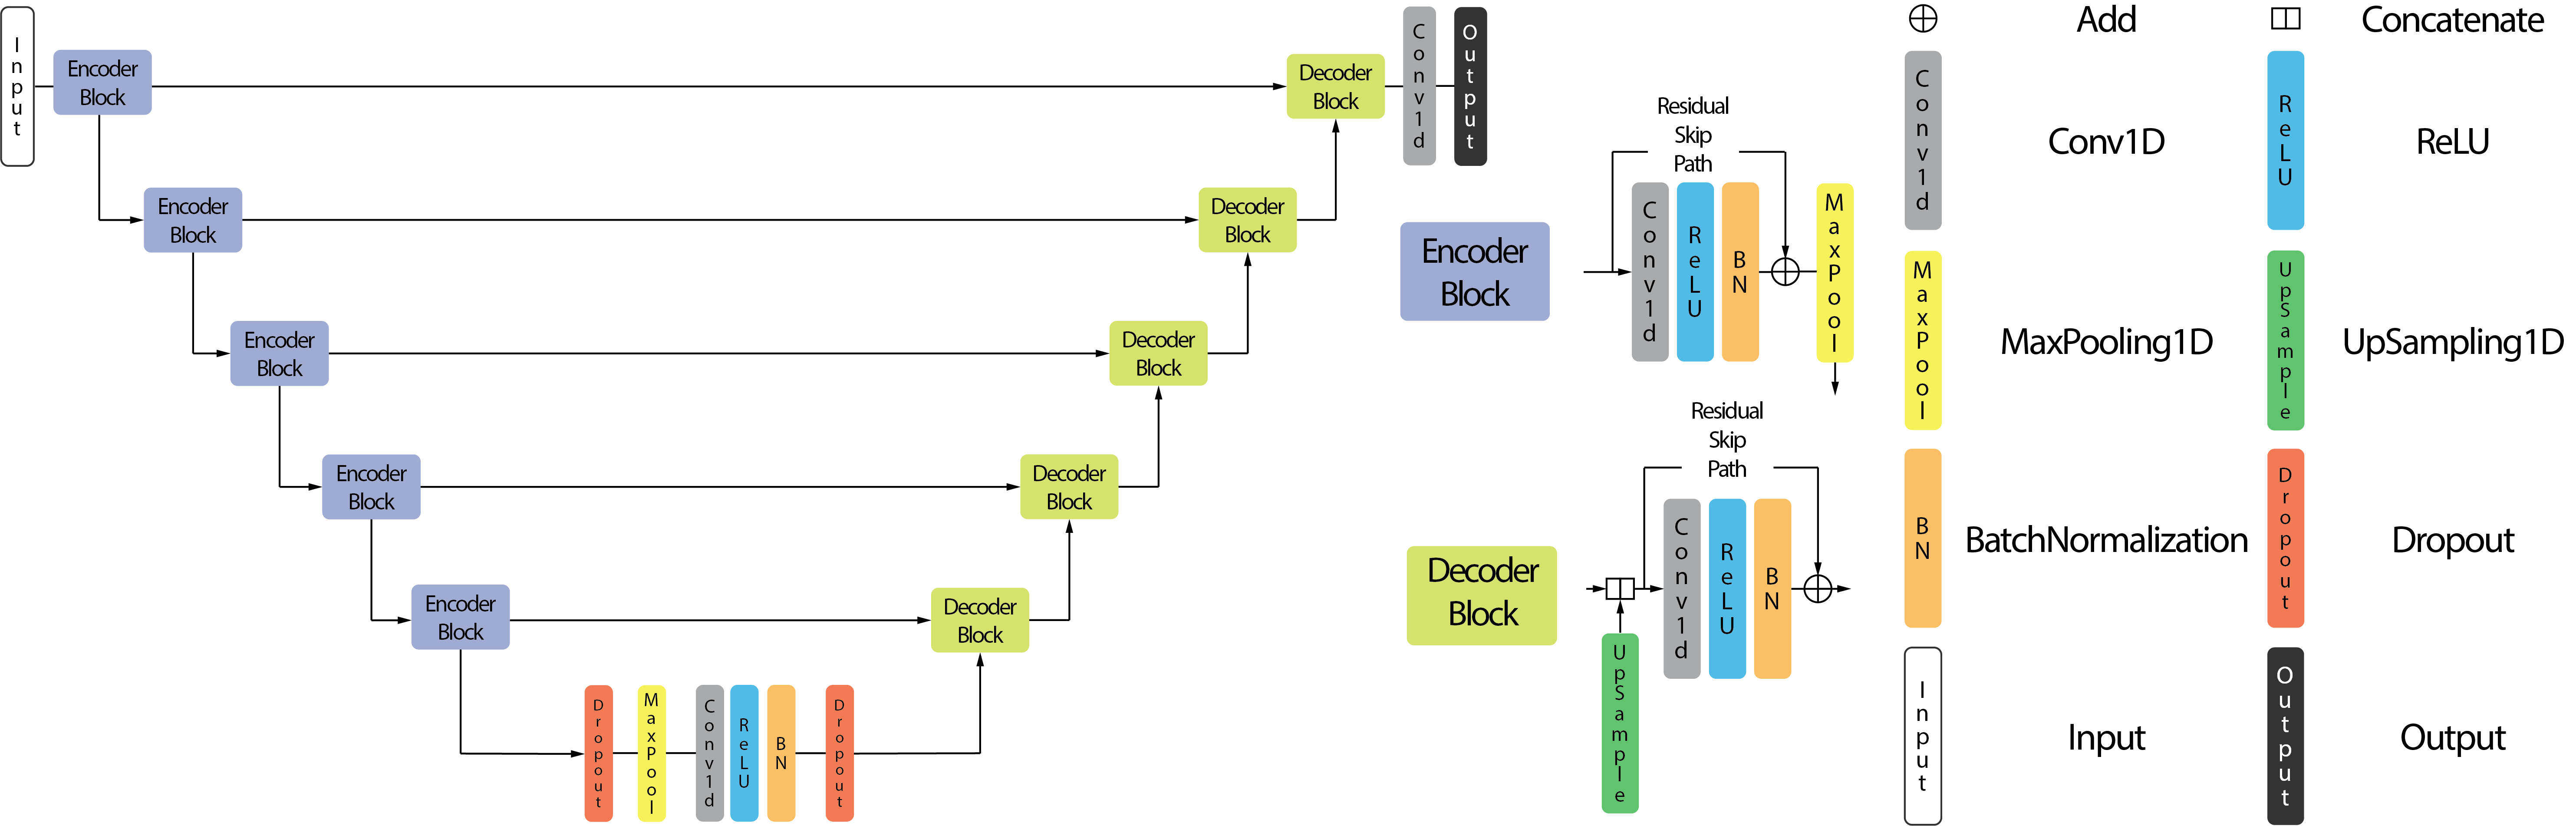 Input
Encoder
Block
Decoder
Block
Conv1d
Output
Encoder
Block
Decoder
Block
Encoder
Block
Decoder
Block
Encoder
Block
Decoder
Block
Encoder
Block
Decoder
Block
Dropout
MaxPool
Conv1d
ReLU
BN
Dropout
Encoder
Block
Residual
Skip
Path
Conv1d
ReLU
BN
MaxPool
Decoder
Block
Residual
Skip
Path
UpSample
Conv1d
ReLU
BN
Add
Concatenate
Conv1d
Conv1D
ReLU
ReLU
MaxPool
MaxPooling1D
UpSample
UpSampling1D
BN
BatchNormalization
Dropout
Dropout
Input
Input
Output
Output